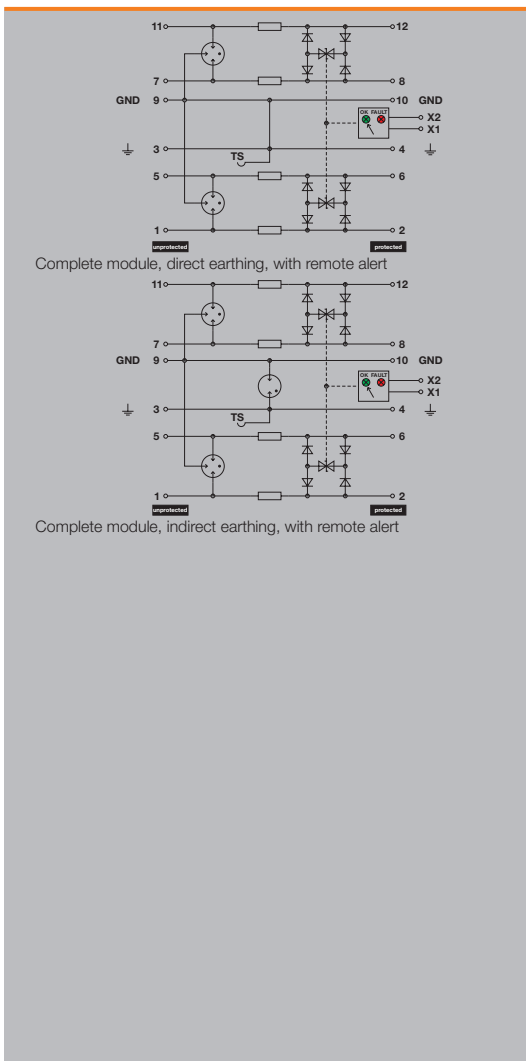 11 12
7 8
GND 9 10 GND
OK FAULT
X2
X1
3 4
TS
5 6
1 2
unprotected protected
Complete module, direct earthing, with remote alert
11 12
7 8
GND 9 10 GND
OK FAULT
X2
X1
3 4
TS
5 6
1 2
unprotected protected
Complete module, indirect earthing, with remote alert